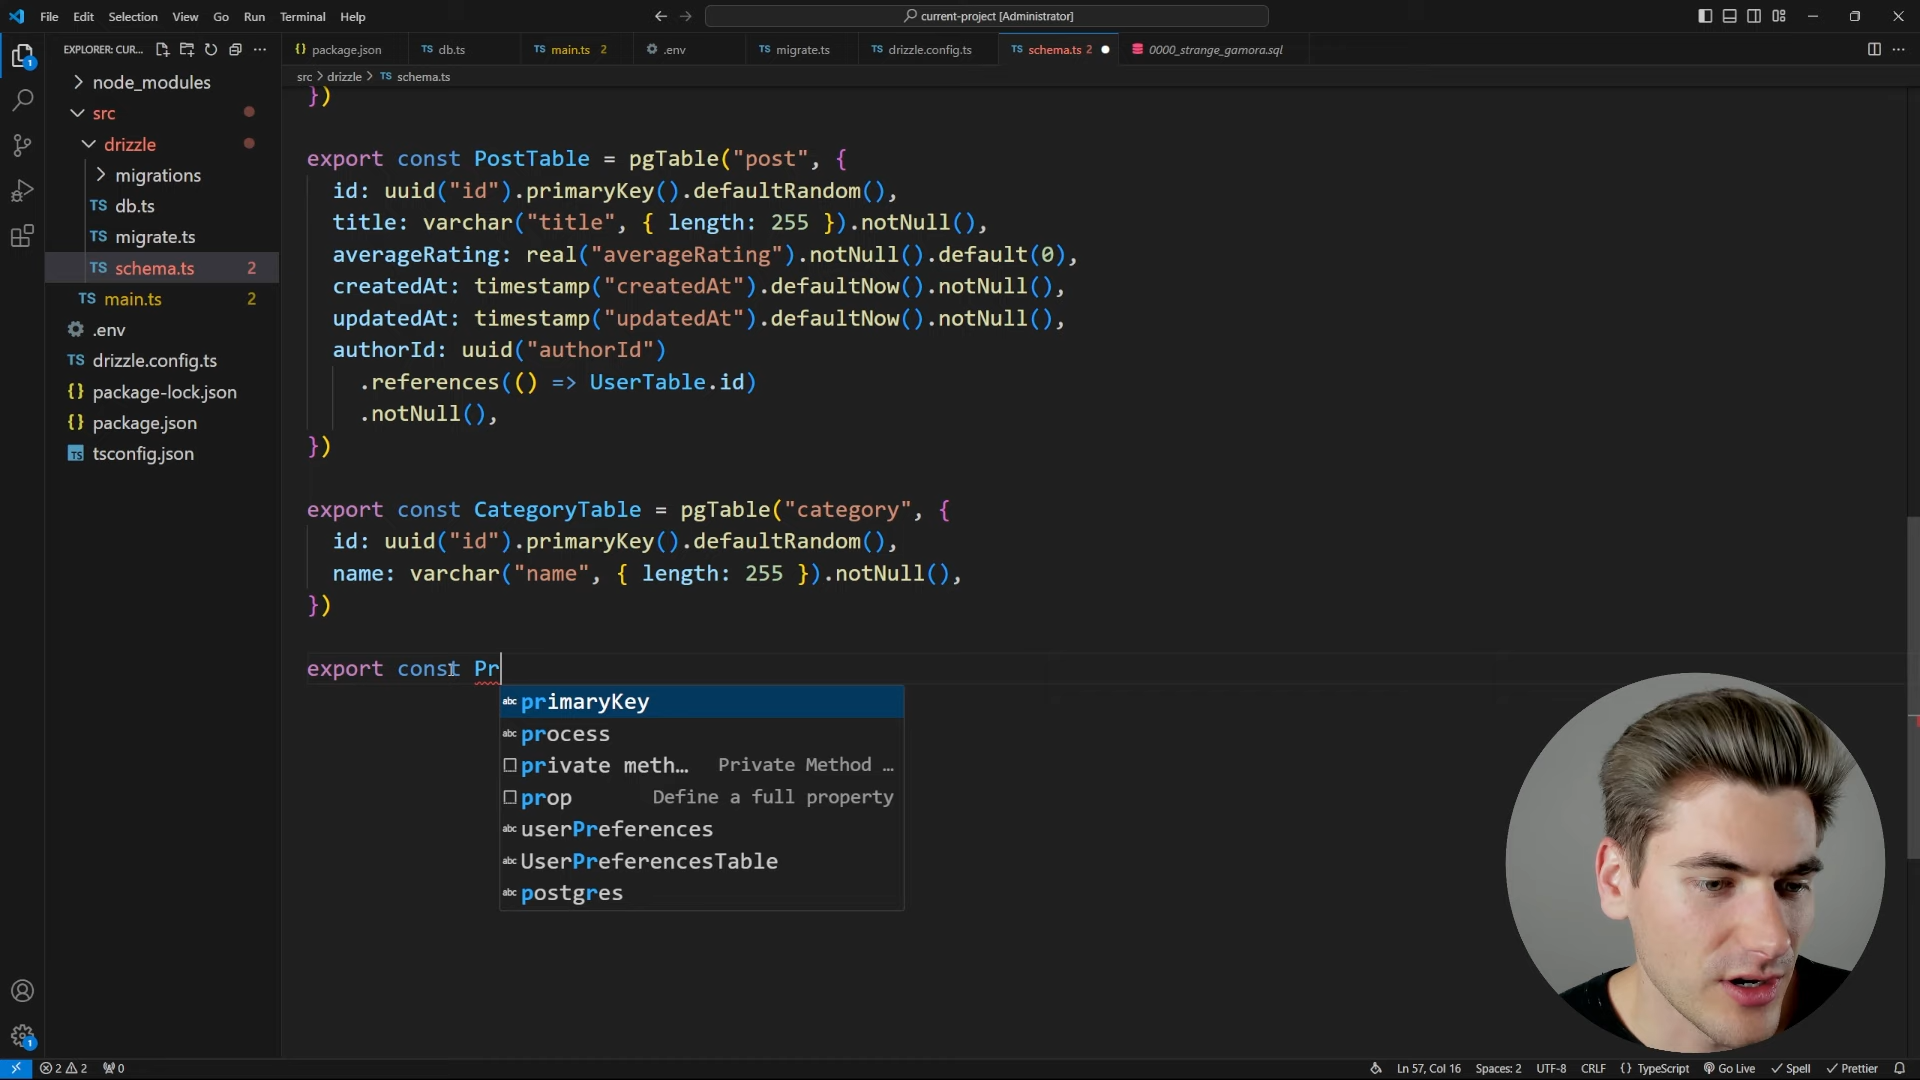 File Edit Selection View Go Run Terminal Help
current-project [Administrator]
EXPLORER: CUR...
package.json
db.ts
main.ts 2
.env
migrate.ts
drizzle.config.ts
schema.ts 2
0000_strange_gamora.sql
src > drizzle > TS schema.ts
node_modules
src
drizzle
migrations
TS db.ts
TS migrate.ts
TS schema.ts 2
TS main.ts 2
.env
TS drizzle.config.ts
{} package-lock.json
{} package.json
TS tsconfig.json
})
export const PostTable = pgTable("post", {
id: uuid("id").primaryKey().defaultRandom(),
title: varchar("title", { length: 255 }).notNull(),
averageRating: real("averageRating").notNull().default(0),
createdAt: timestamp("createdAt").defaultNow().notNull(),
updatedAt: timestamp("updatedAt").defaultNow().notNull(),
authorId: uuid("authorId")
.references(() => UserTable.id)
.notNull(),
})
export const CategoryTable = pgTable("category", {
id: uuid("id").primaryKey().defaultRandom(),
name: varchar("name", { length: 255 }).notNull(),
})
export const Pr
abc primaryKey
abc process
private meth... Private Method ...
prop Define a full property
abc userPreferences
abc UserPreferencesTable
abc postgres
1
1
2 2 0
Ln 57, Col 16 Spaces: 2 UTF-8 CRLF {} TypeScript Go Live Spell Prettier